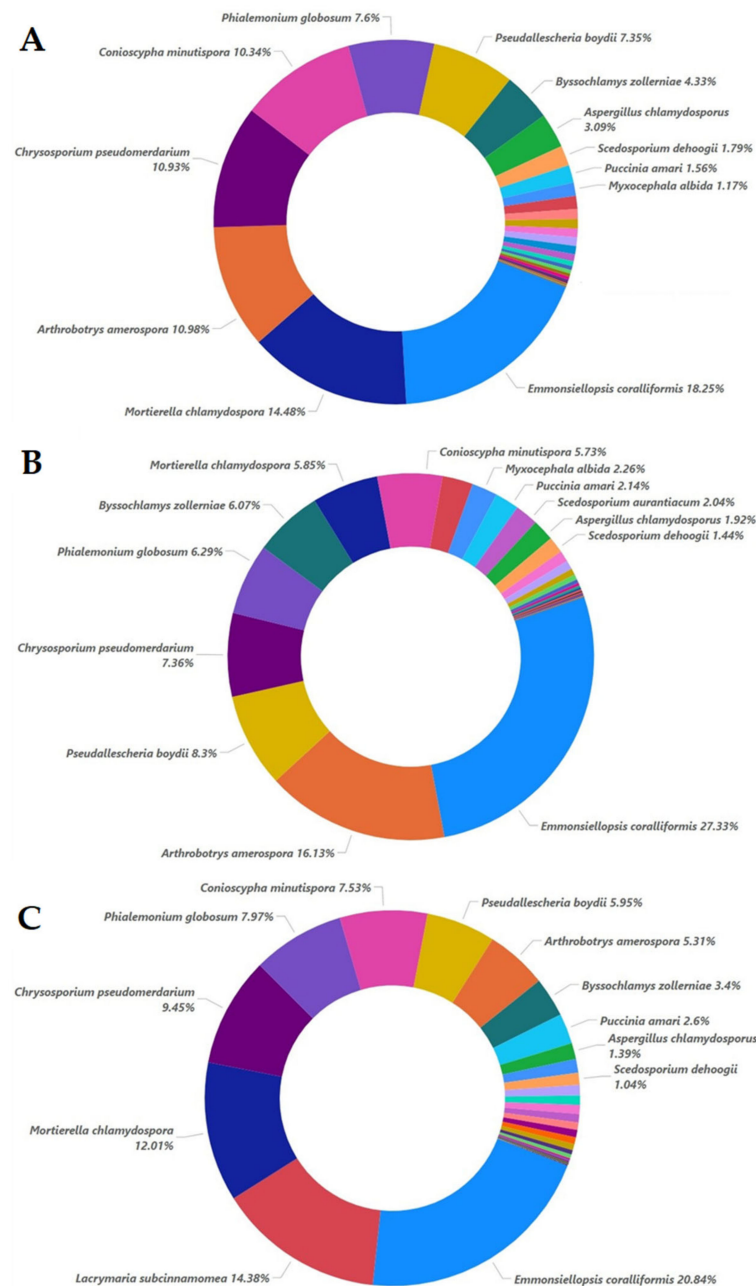 A
Phialemonium globosum 7.6%
Pseudallescheria boydii 7.35%
Conioscypha minutispora 10.34%
Byssochlamys zollerniae 4.33%
Aspergillus chlamydosporus
3.09%
Chrysosporium pseudomerdarium
10.93%
Scedosporium dehoogii 1.79%
Puccinia amari 1.56%
Myxocephala albida 1.17%
Arthrobotrys amerospora 10.98%
Emmonsiellopsis coralliformis 18.25%
Mortierella chlamydospora 14.48%
B
Conioscypha minutispora 5.73%
Mortierella chlamydospora 5.85%
Myxocephala albida 2.26%
Puccinia amari 2.14%
Byssochlamys zollerniae 6.07%
Scedosporium aurantiacum 2.04%
Aspergillus chlamydosporus 1.92%
Scedosporium dehoogii 1.44%
Phialemonium globosum 6.29%
Chrysosporium pseudomerdarium
7.36%
Pseudallescheria boydii 8.3%
Emmonsiellopsis coralliformis 27.33%
Arthrobotrys amerospora 16.13%
C
Conioscypha minutispora 7.53%
Pseudallescheria boydii 5.95%
Phialemonium globosum 7.97%
Arthrobotrys amerospora 5.31%
Byssochlamys zollerniae 3.4%
Chrysosporium pseudomerdarium
9.45%
Puccinia amari 2.6%
Aspergillus chlamydosporus
1.39%
Scedosporium dehoogii
1.04%
Mortierella chlamydospora
12.01%
Lacrymaria subcinnamomea 14.38%
Emmonsiellopsis coralliformis 20.84%